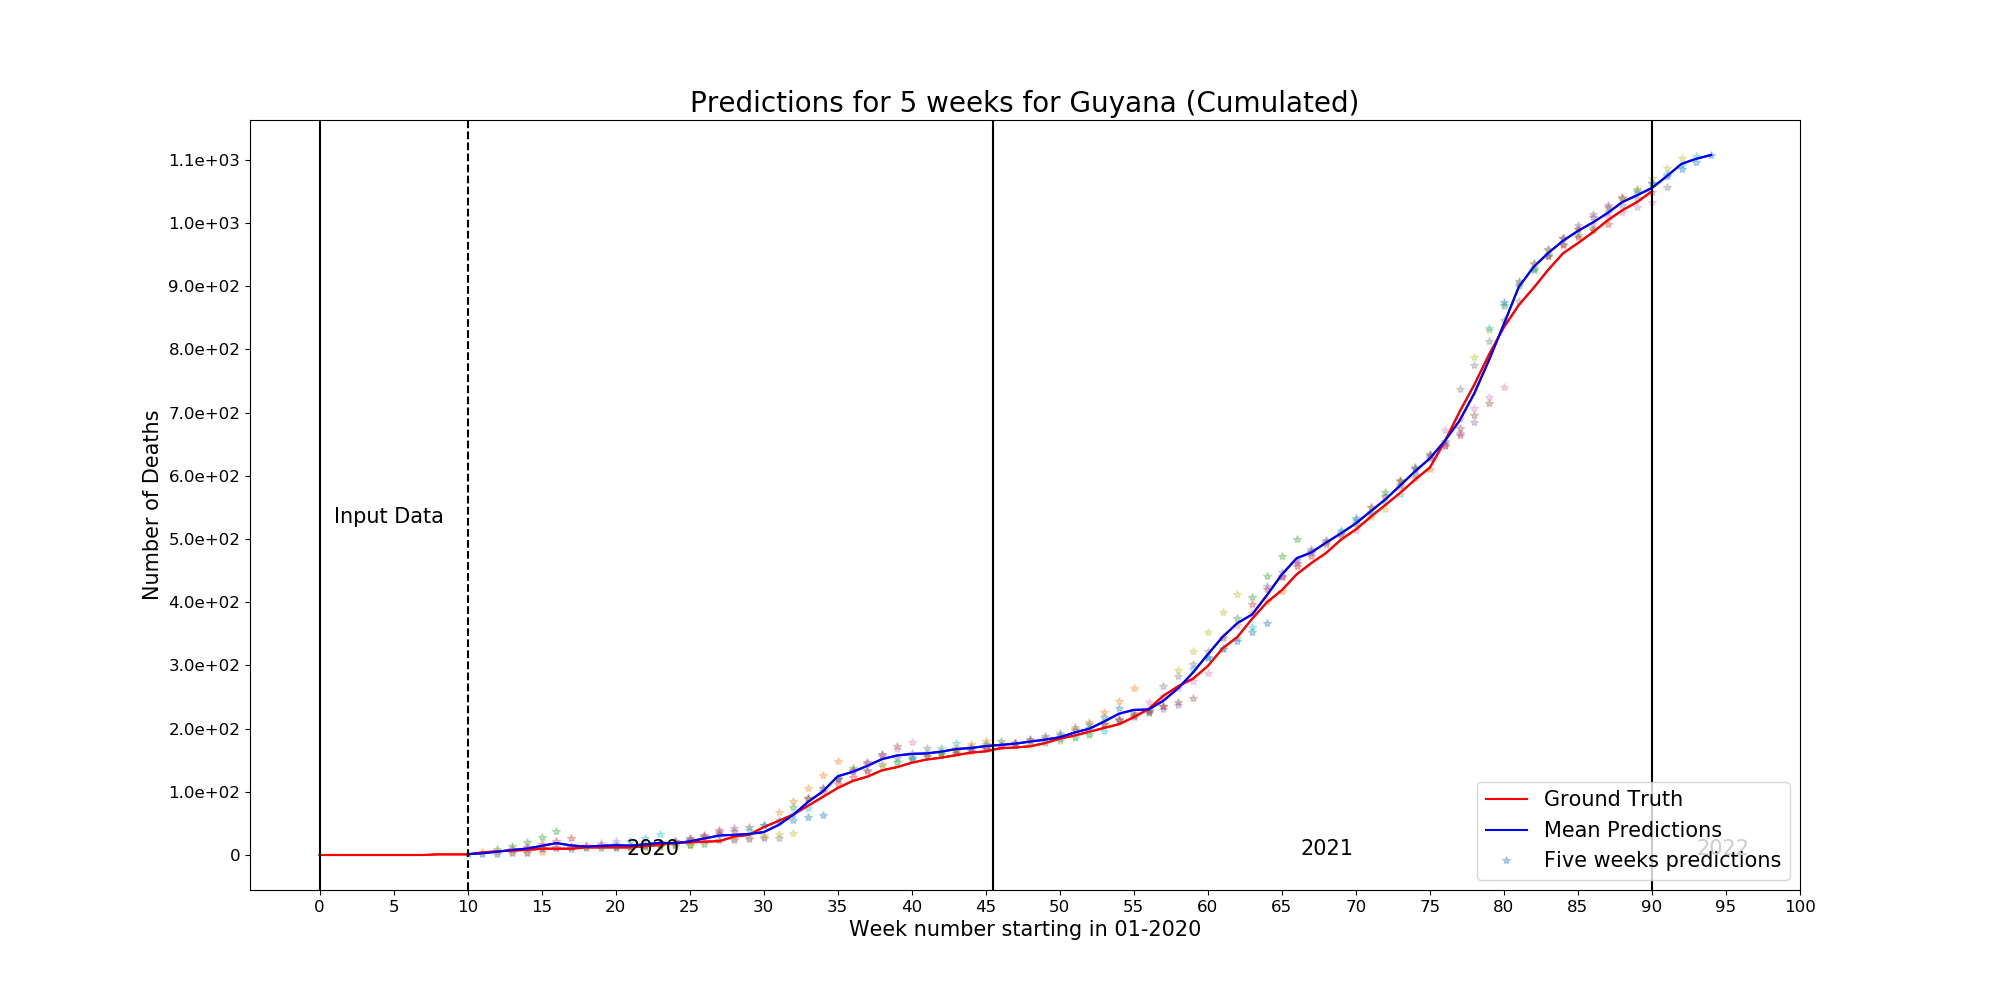 Predictions for 5 weeks for Guyana (Cumulated)
1.1e+03
1.0e+03
9.0e+02
8.0e+02
7.0e+02
6.0e+02
5.0e+02
4.0e+02
3.0e+02
2.0e+02
1.0e+02
0
Number of Deaths
Input Data
2020
2021
2022
Ground Truth
Mean Predictions
Five weeks predictions
0 5 10 15 20 25 30 35 40 45 50 55 60 65 70 75 80 85 90 95 100
Week number starting in 01-2020